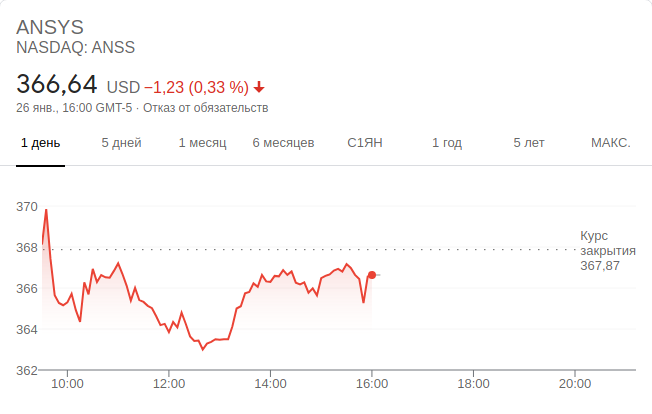 ANSYS
NASDAQ: ANSS
366,64 USD −1,23 (0,33 %)
26 янв., 16:00 GMT-5 · Отказ от обязательств
1 день 5 дней 1 месяц 6 месяцев С1ЯН 1 год 5 лет МАКС.
370
368
366
364
362
Курс
закрытия
367,87
10:00 12:00 14:00 16:00 18:00 20:00